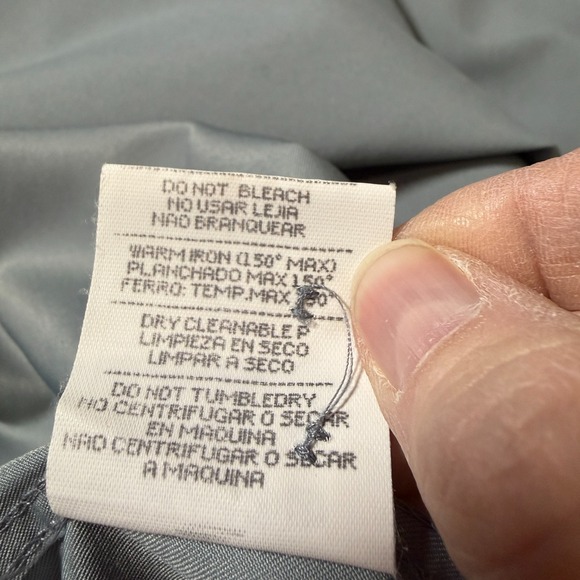 DO NOT BLEACH
NO USAR LEJIA
NAO BRANQUEAR
WARM IRON (150° MAX)
PLANCHADO MAX 150°
FERRO: TEMP.MAX
DRY CLEANABLE P
LIMPIEZA EN SECO
LIMPAR A SECO
DO NOT TUMBLEDRY
NO CENTRIFUGAR O SECAR
EN MAQUINA
NAO CENTRIFUGAR O SECAR
A MAQUINA